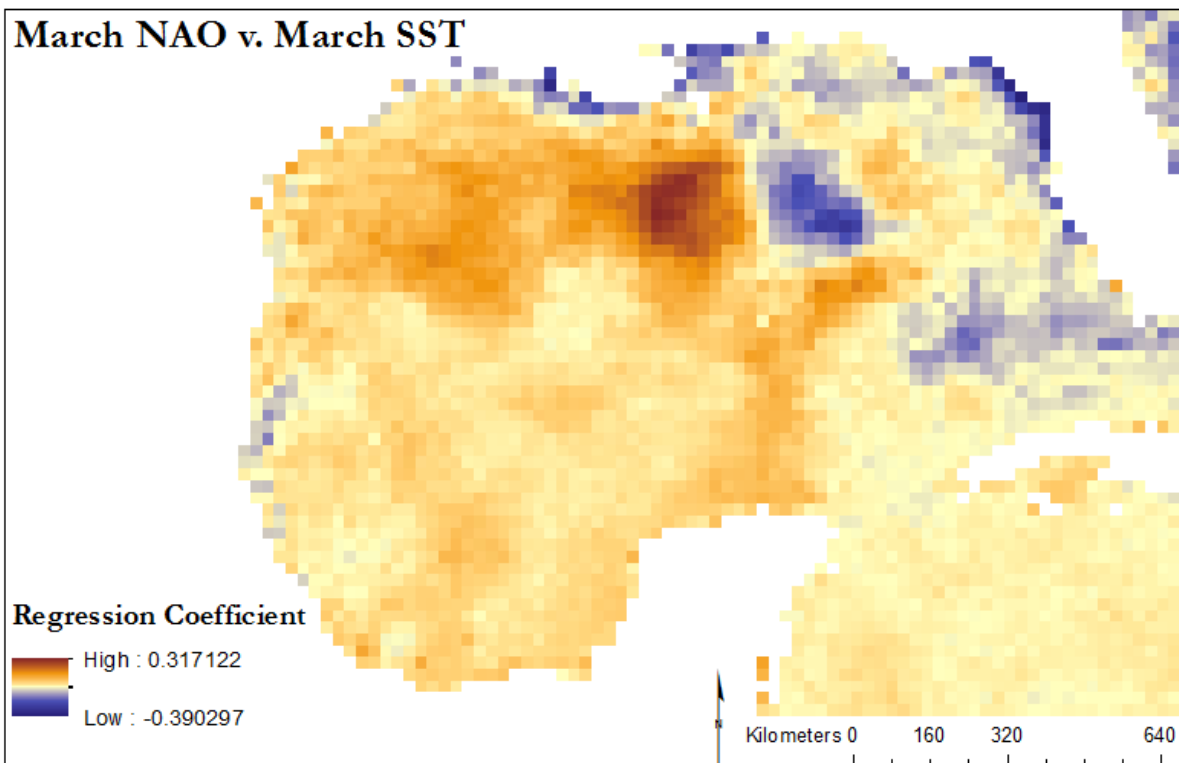 March NAO v. March SST
Regression Coefficient
High : 0.317122
Low : -0.390297
N
Kilometers 0 160 320 640